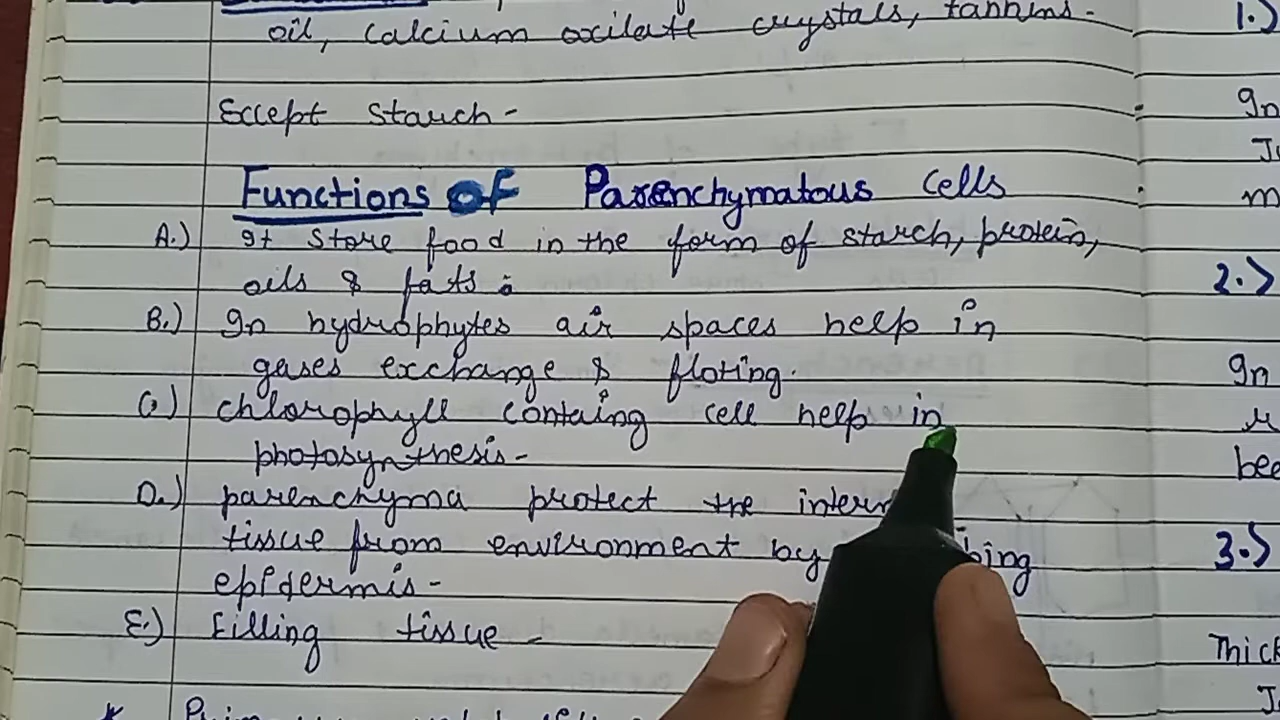 oil, calcium oxilate crystals, tannins.
Except starch-
Functions of Parenchymatous Cells
A.) It store food in the form of starch, protein,
oils & fats.
B.) In hydrophytes air spaces help in
gases exchange & floting.
C.) chlorophyll containg cell help in
photosynthesis-
D.) parenchyma protect the
tissue from environment by
epidermis-
E.) Filling tissue-
1.)
In
m
2.)
In
bee
3.)
Thick